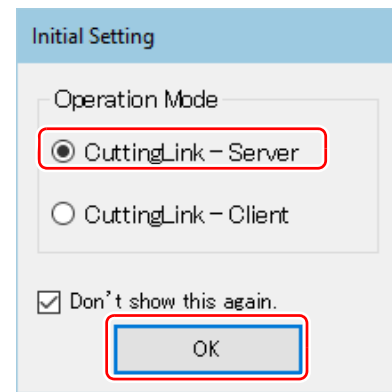 Initial Setting
Operation Mode
CuttingLink - Server
CuttingLink - Client
Don't show this again.
OK